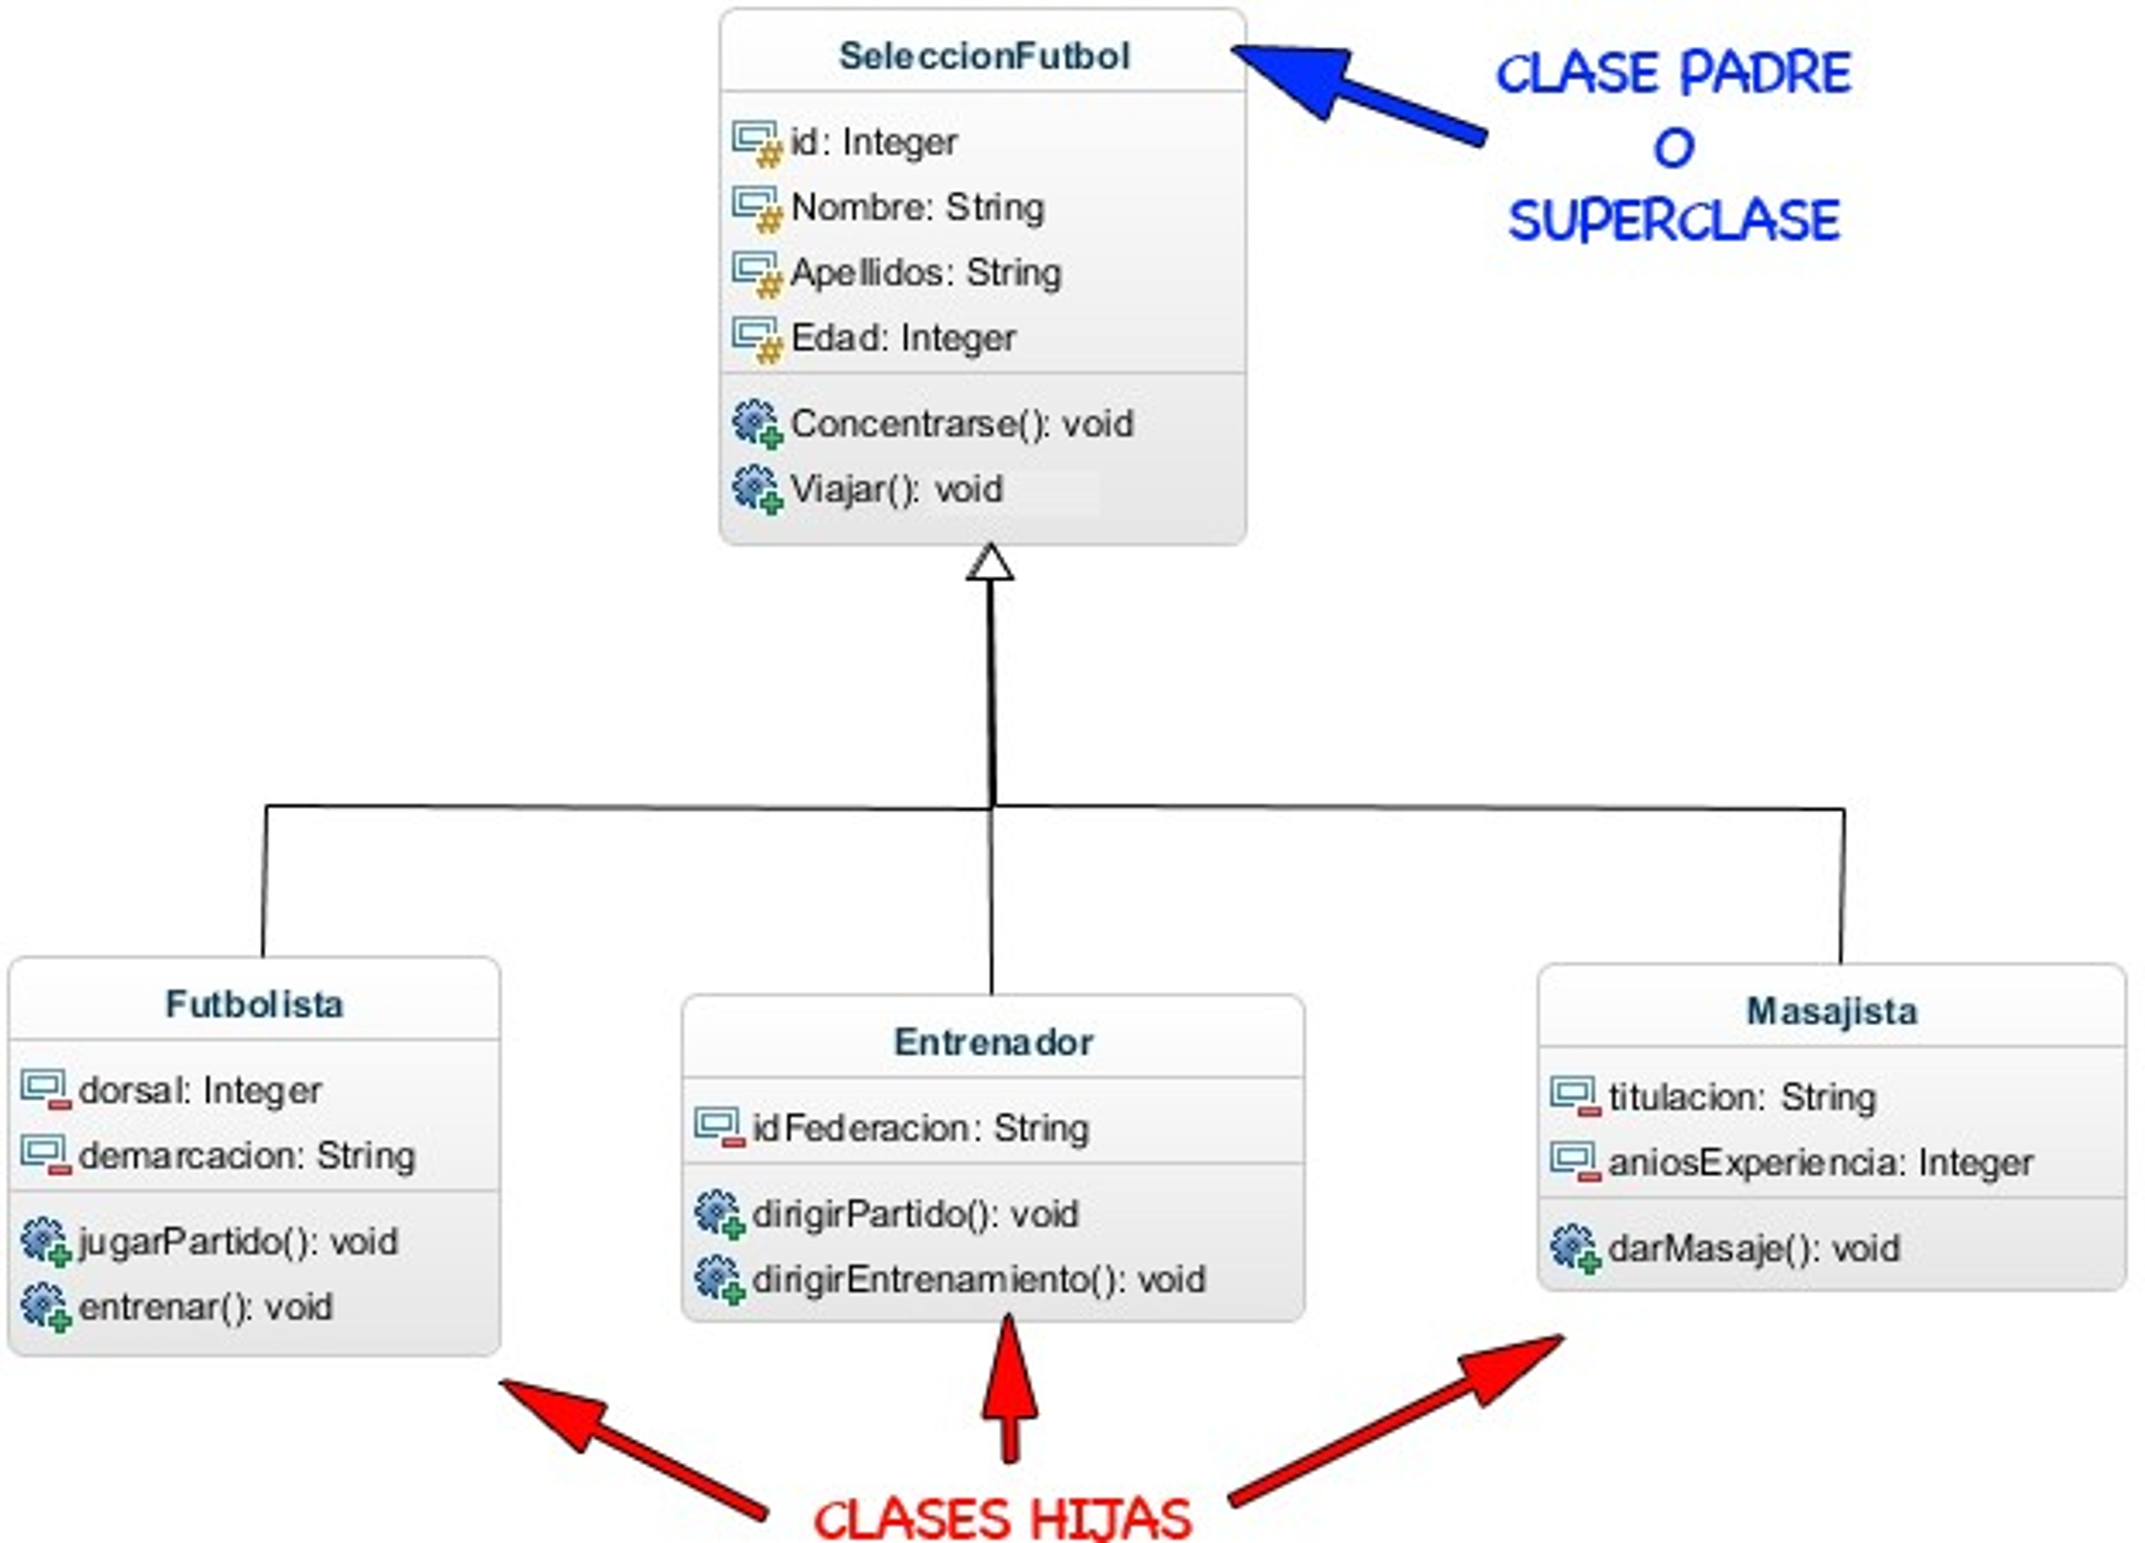 SeleccionFutbol
id: Integer
Nombre: String
Apellidos: String
Edad: Integer
Concentrarse(): void
Viajar(): void
CLASE PADRE
O
SUPERCLASE
Futbolista
dorsal: Integer
demarcacion: String
jugarPartido(): void
entrenar(): void
Entrenador
idFederacion: String
dirigirPartido(): void
dirigirEntrenamiento(): void
Masajista
titulacion: String
aniosExperiencia: Integer
darMasaje(): void
CLASES HIJAS